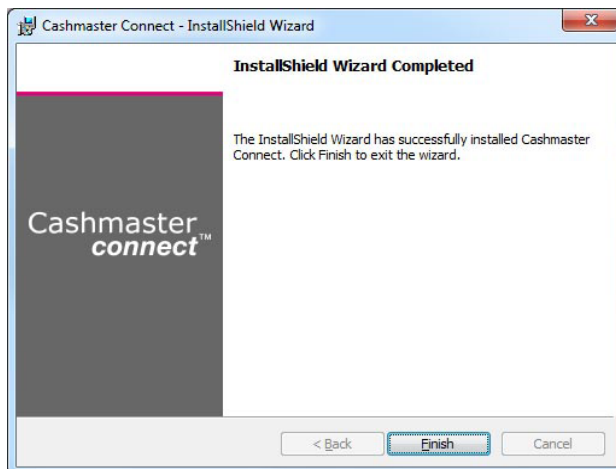 Cashmaster Connect - InstallShield Wizard
InstallShield Wizard Completed
The InstallShield Wizard has successfully installed Cashmaster
Connect. Click Finish to exit the wizard.
Cashmaster
connect™
< Back
Finish
Cancel